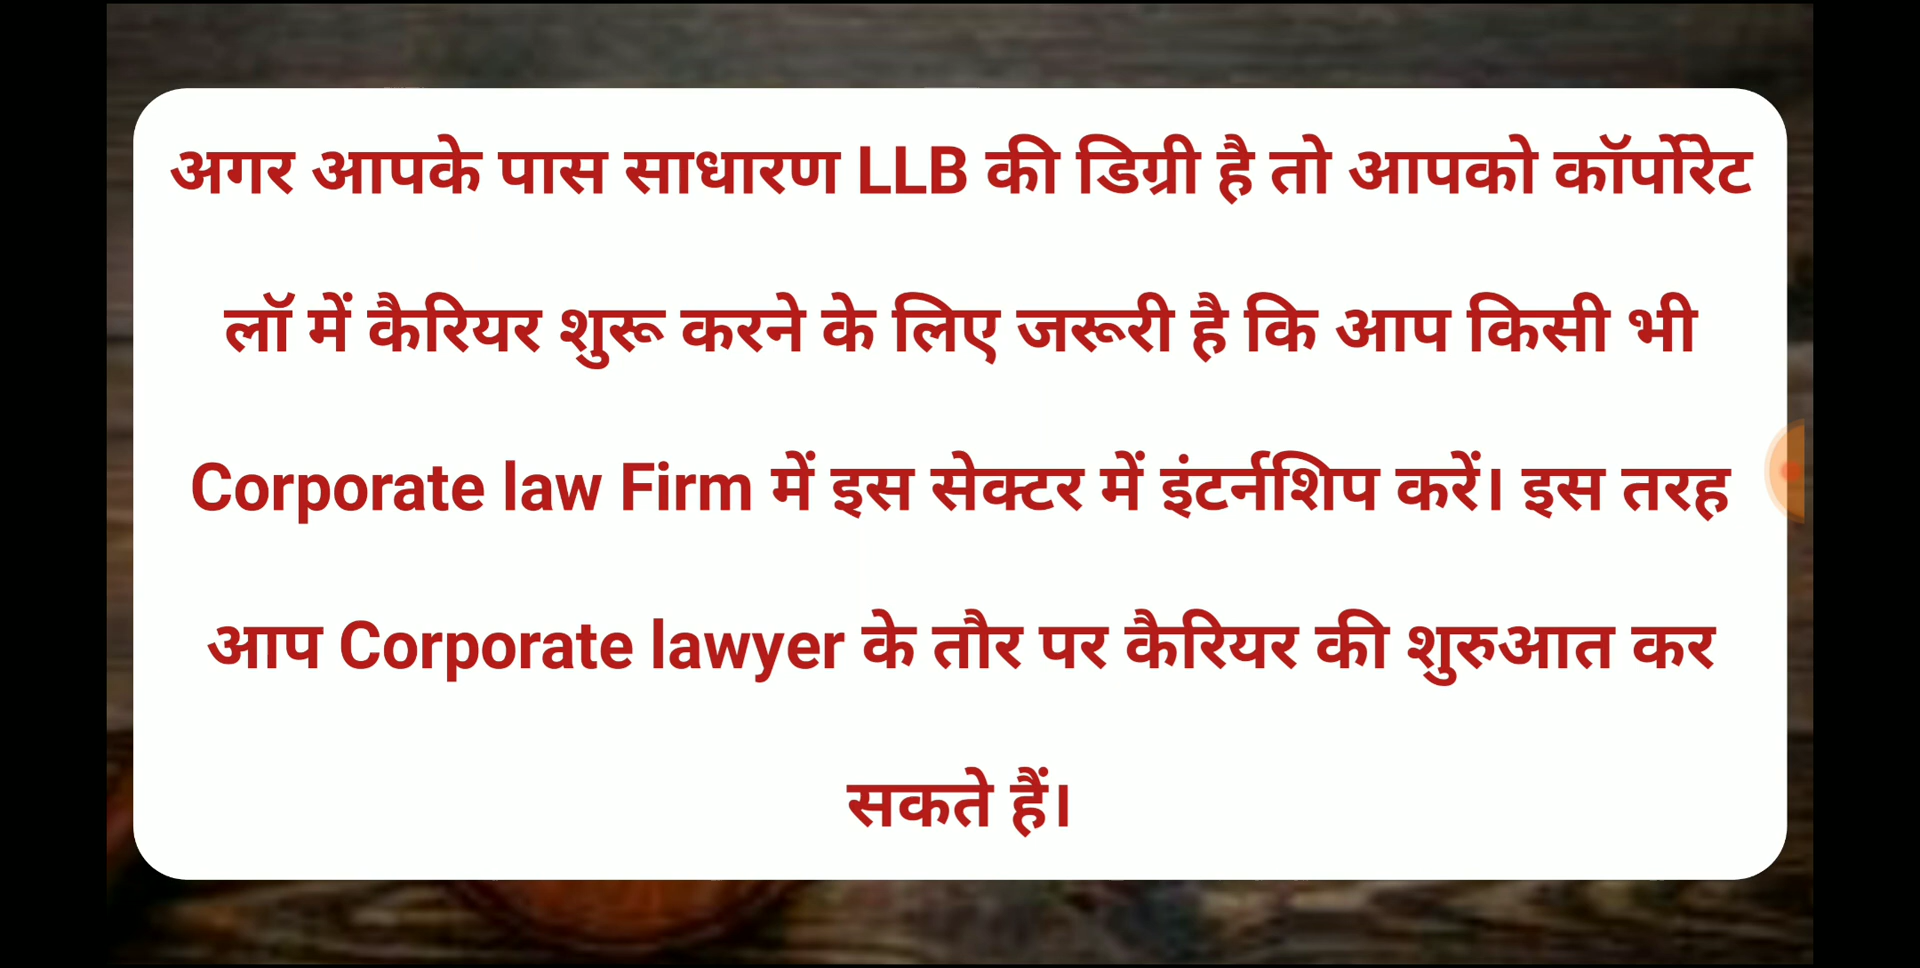 अगर आपके पास साधारण LLB की डिग्री है तो आपको कॉर्पोरेट
लॉ में कैरियर शुरू करने के लिए जरूरी है कि आप किसी भी
Corporate law Firm में इस सेक्टर में इंटर्नशिप करें। इस तरह
आप Corporate lawyer के तौर पर कैरियर की शुरुआत कर
सकते हैं।